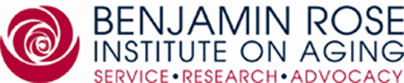 BENJAMIN ROSE
INSTITUTE ON AGING
SERVICE • RESEARCH • ADVOCACY